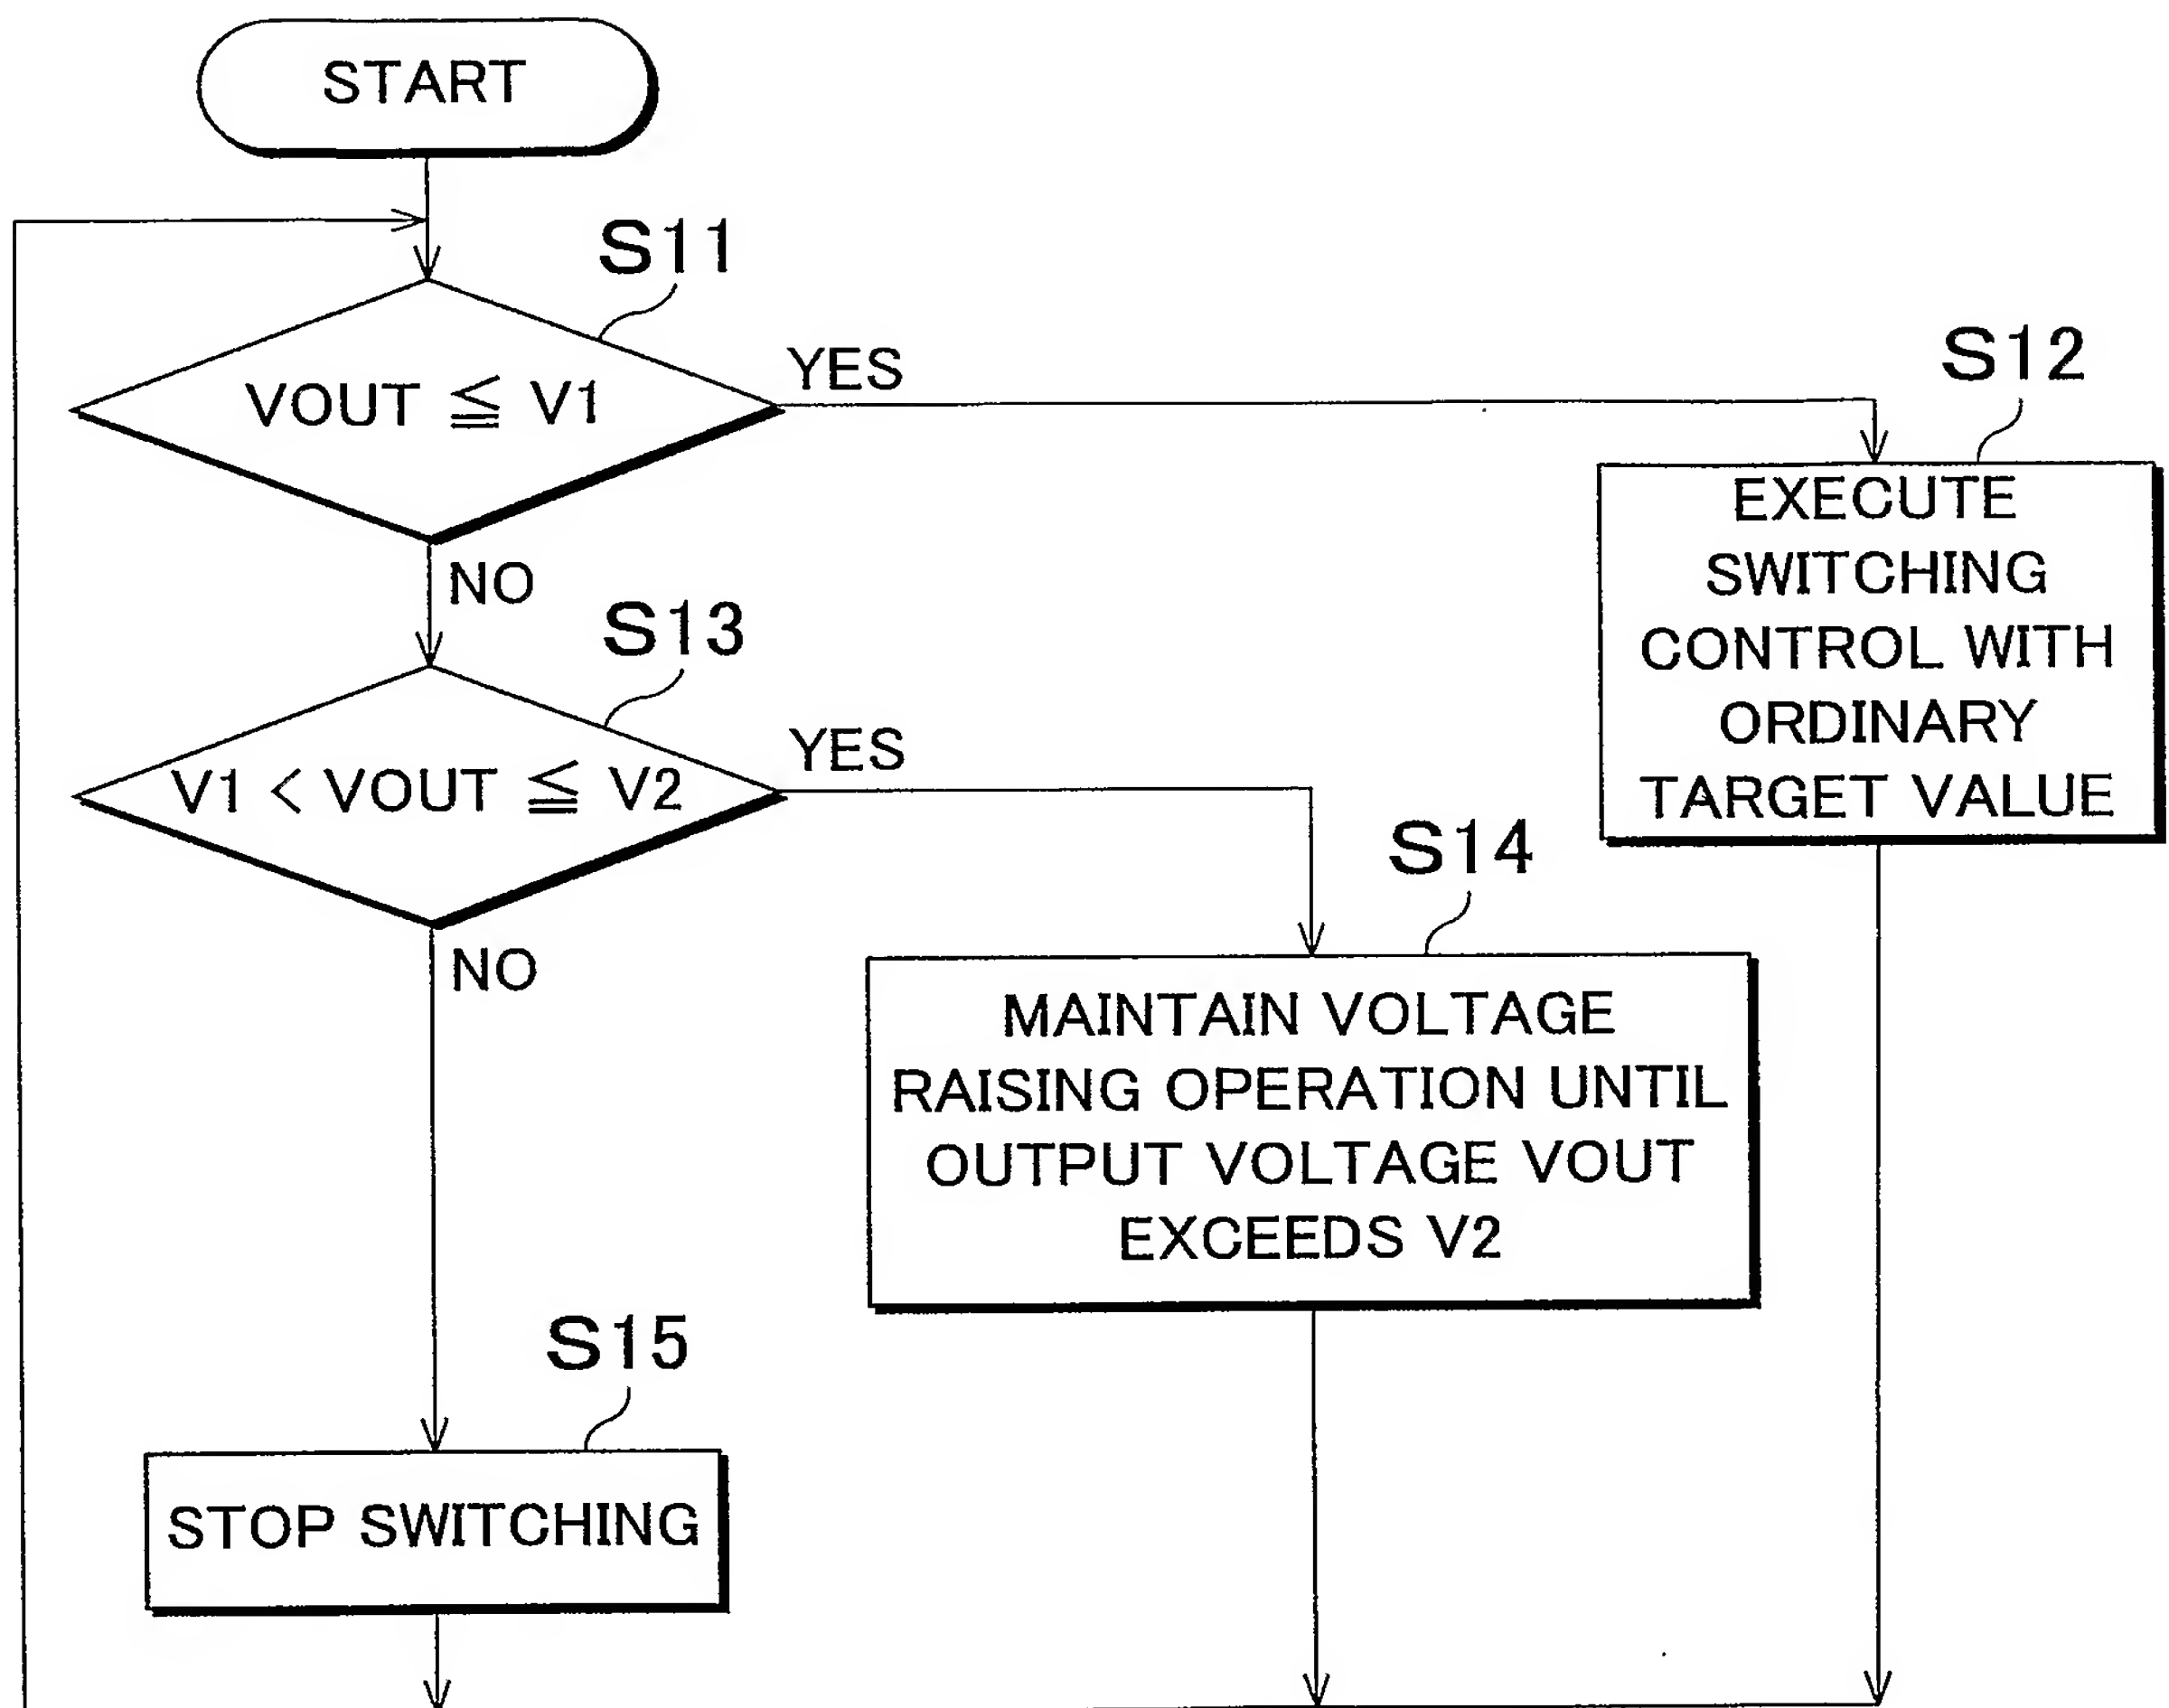 START
S11
VOUT ≦ V1
YES
S12
EXECUTE
SWITCHING
CONTROL WITH
ORDINARY
TARGET VALUE
NO
S13
V1 < VOUT ≦ V2
YES
S14
MAINTAIN VOLTAGE
RAISING OPERATION UNTIL
OUTPUT VOLTAGE VOUT
EXCEEDS V2
NO
S15
STOP SWITCHING